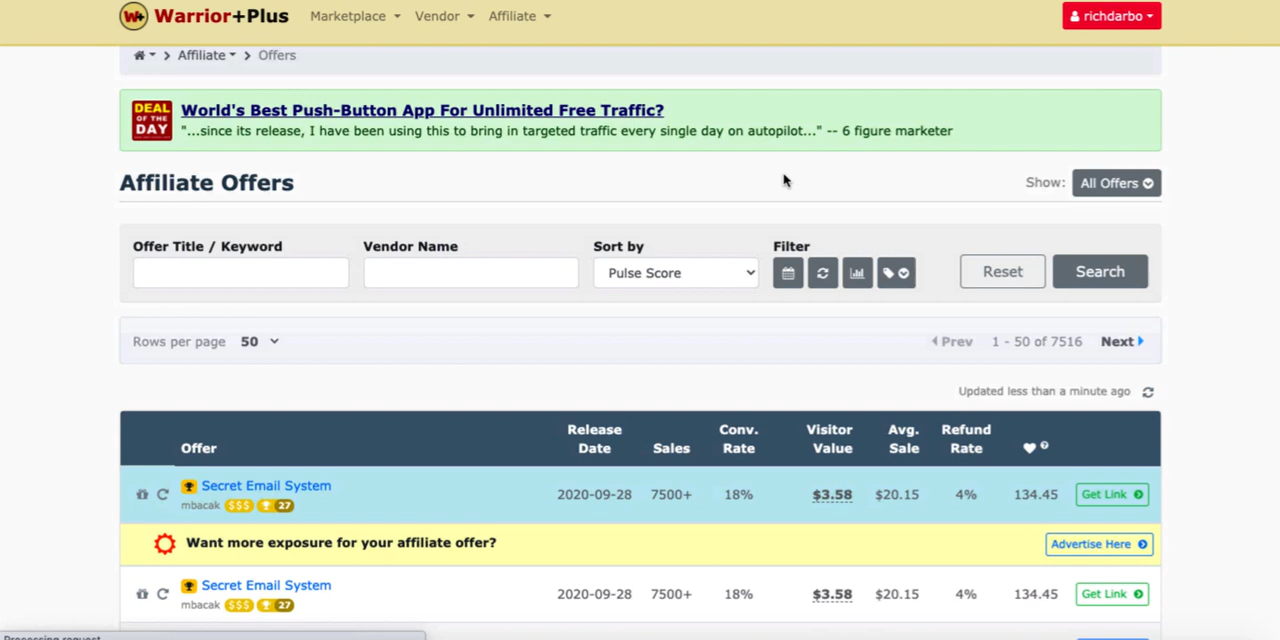 W+ Warrior+Plus Marketplace Vendor Affiliate richdarbo
Affiliate Offers
DEAL OF THE DAY
World's Best Push-Button App For Unlimited Free Traffic?
"...since its release, I have been using this to bring in targeted traffic every single day on autopilot..." -- 6 figure marketer
Affiliate Offers Show: All Offers
Offer Title / Keyword Vendor Name Sort by Filter
Pulse Score Reset Search
Rows per page 50 Prev 1 - 50 of 7516 Next
Updated less than a minute ago
Offer Release Date Sales Conv. Rate Visitor Value Avg. Sale Refund Rate
Secret Email System 2020-09-28 7500+ 18% $3.58 $20.15 4% 134.45 Get Link
mbacak $$$ 27
Want more exposure for your affiliate offer? Advertise Here
Secret Email System 2020-09-28 7500+ 18% $3.58 $20.15 4% 134.45 Get Link
mbacak $$$ 27
Processing request